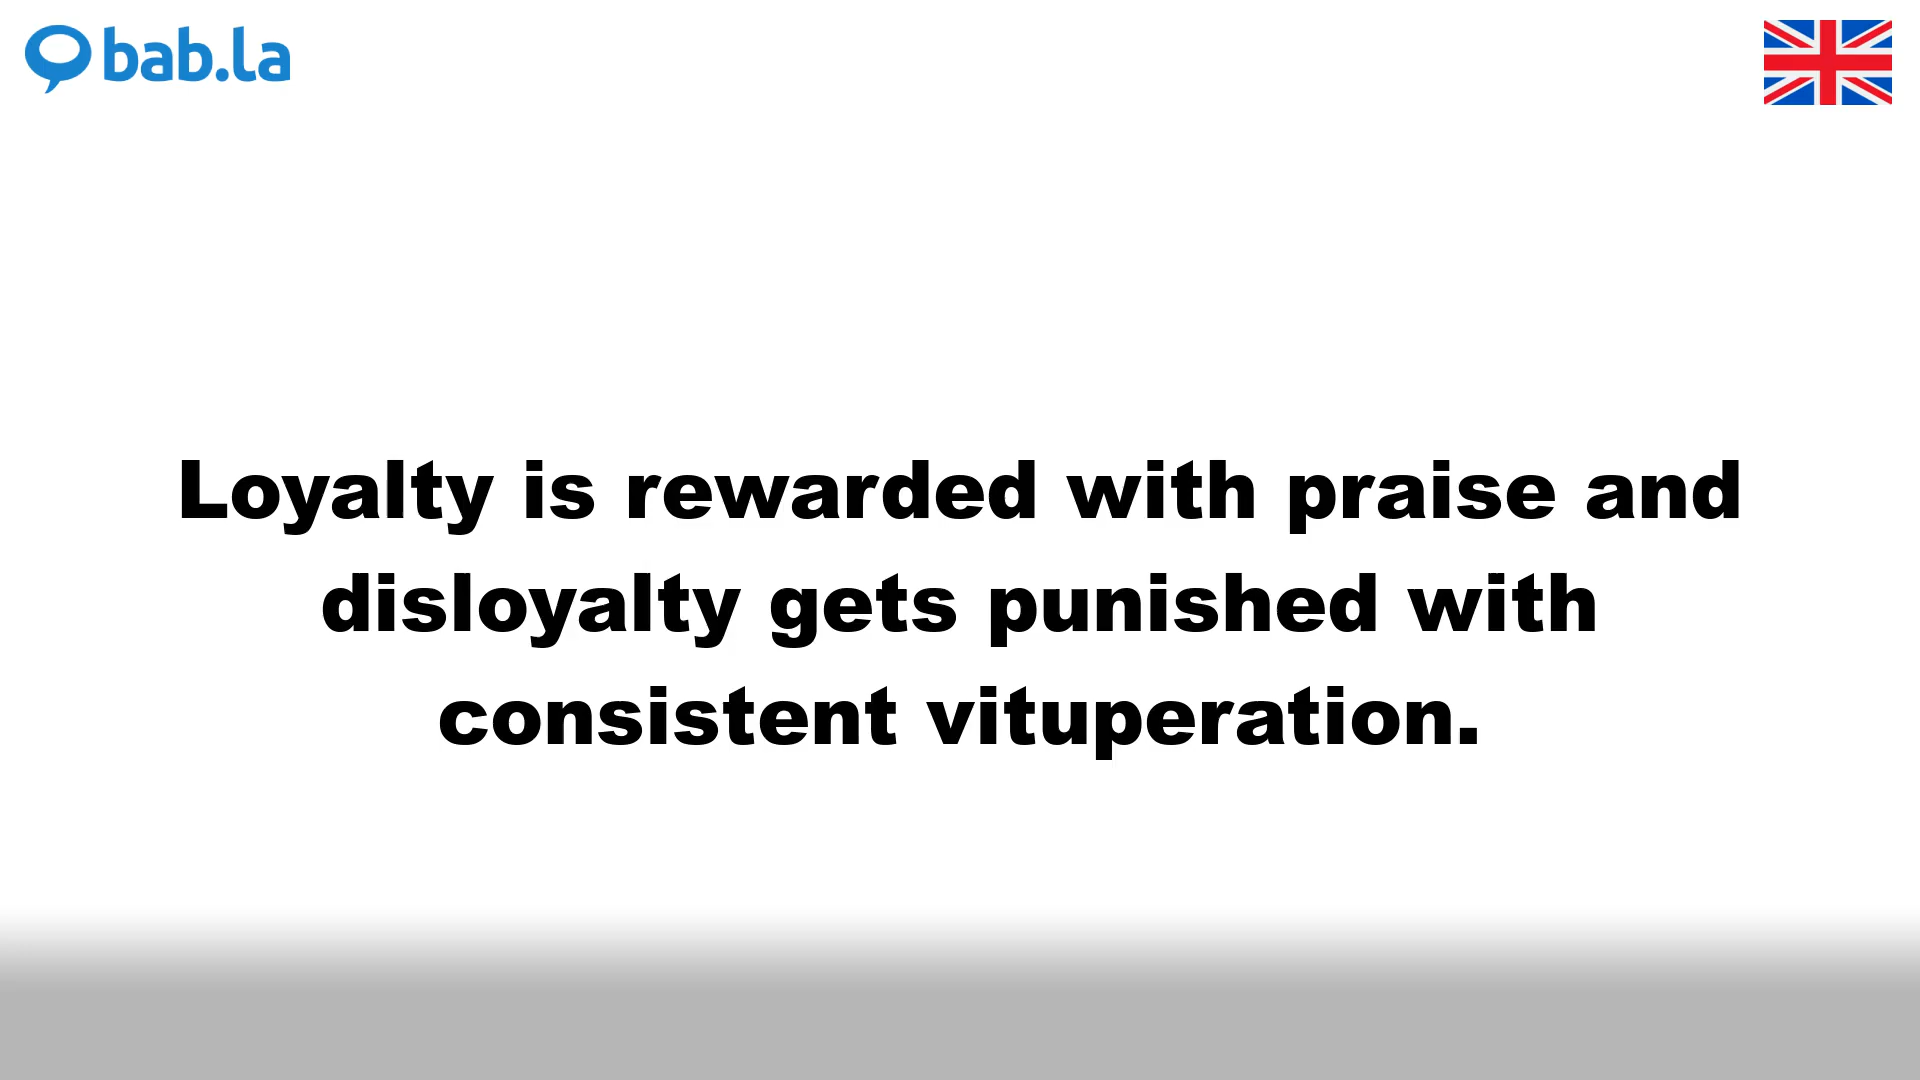 bab.la
Loyalty is rewarded with praise and
disloyalty gets punished with
consistent vituperation.